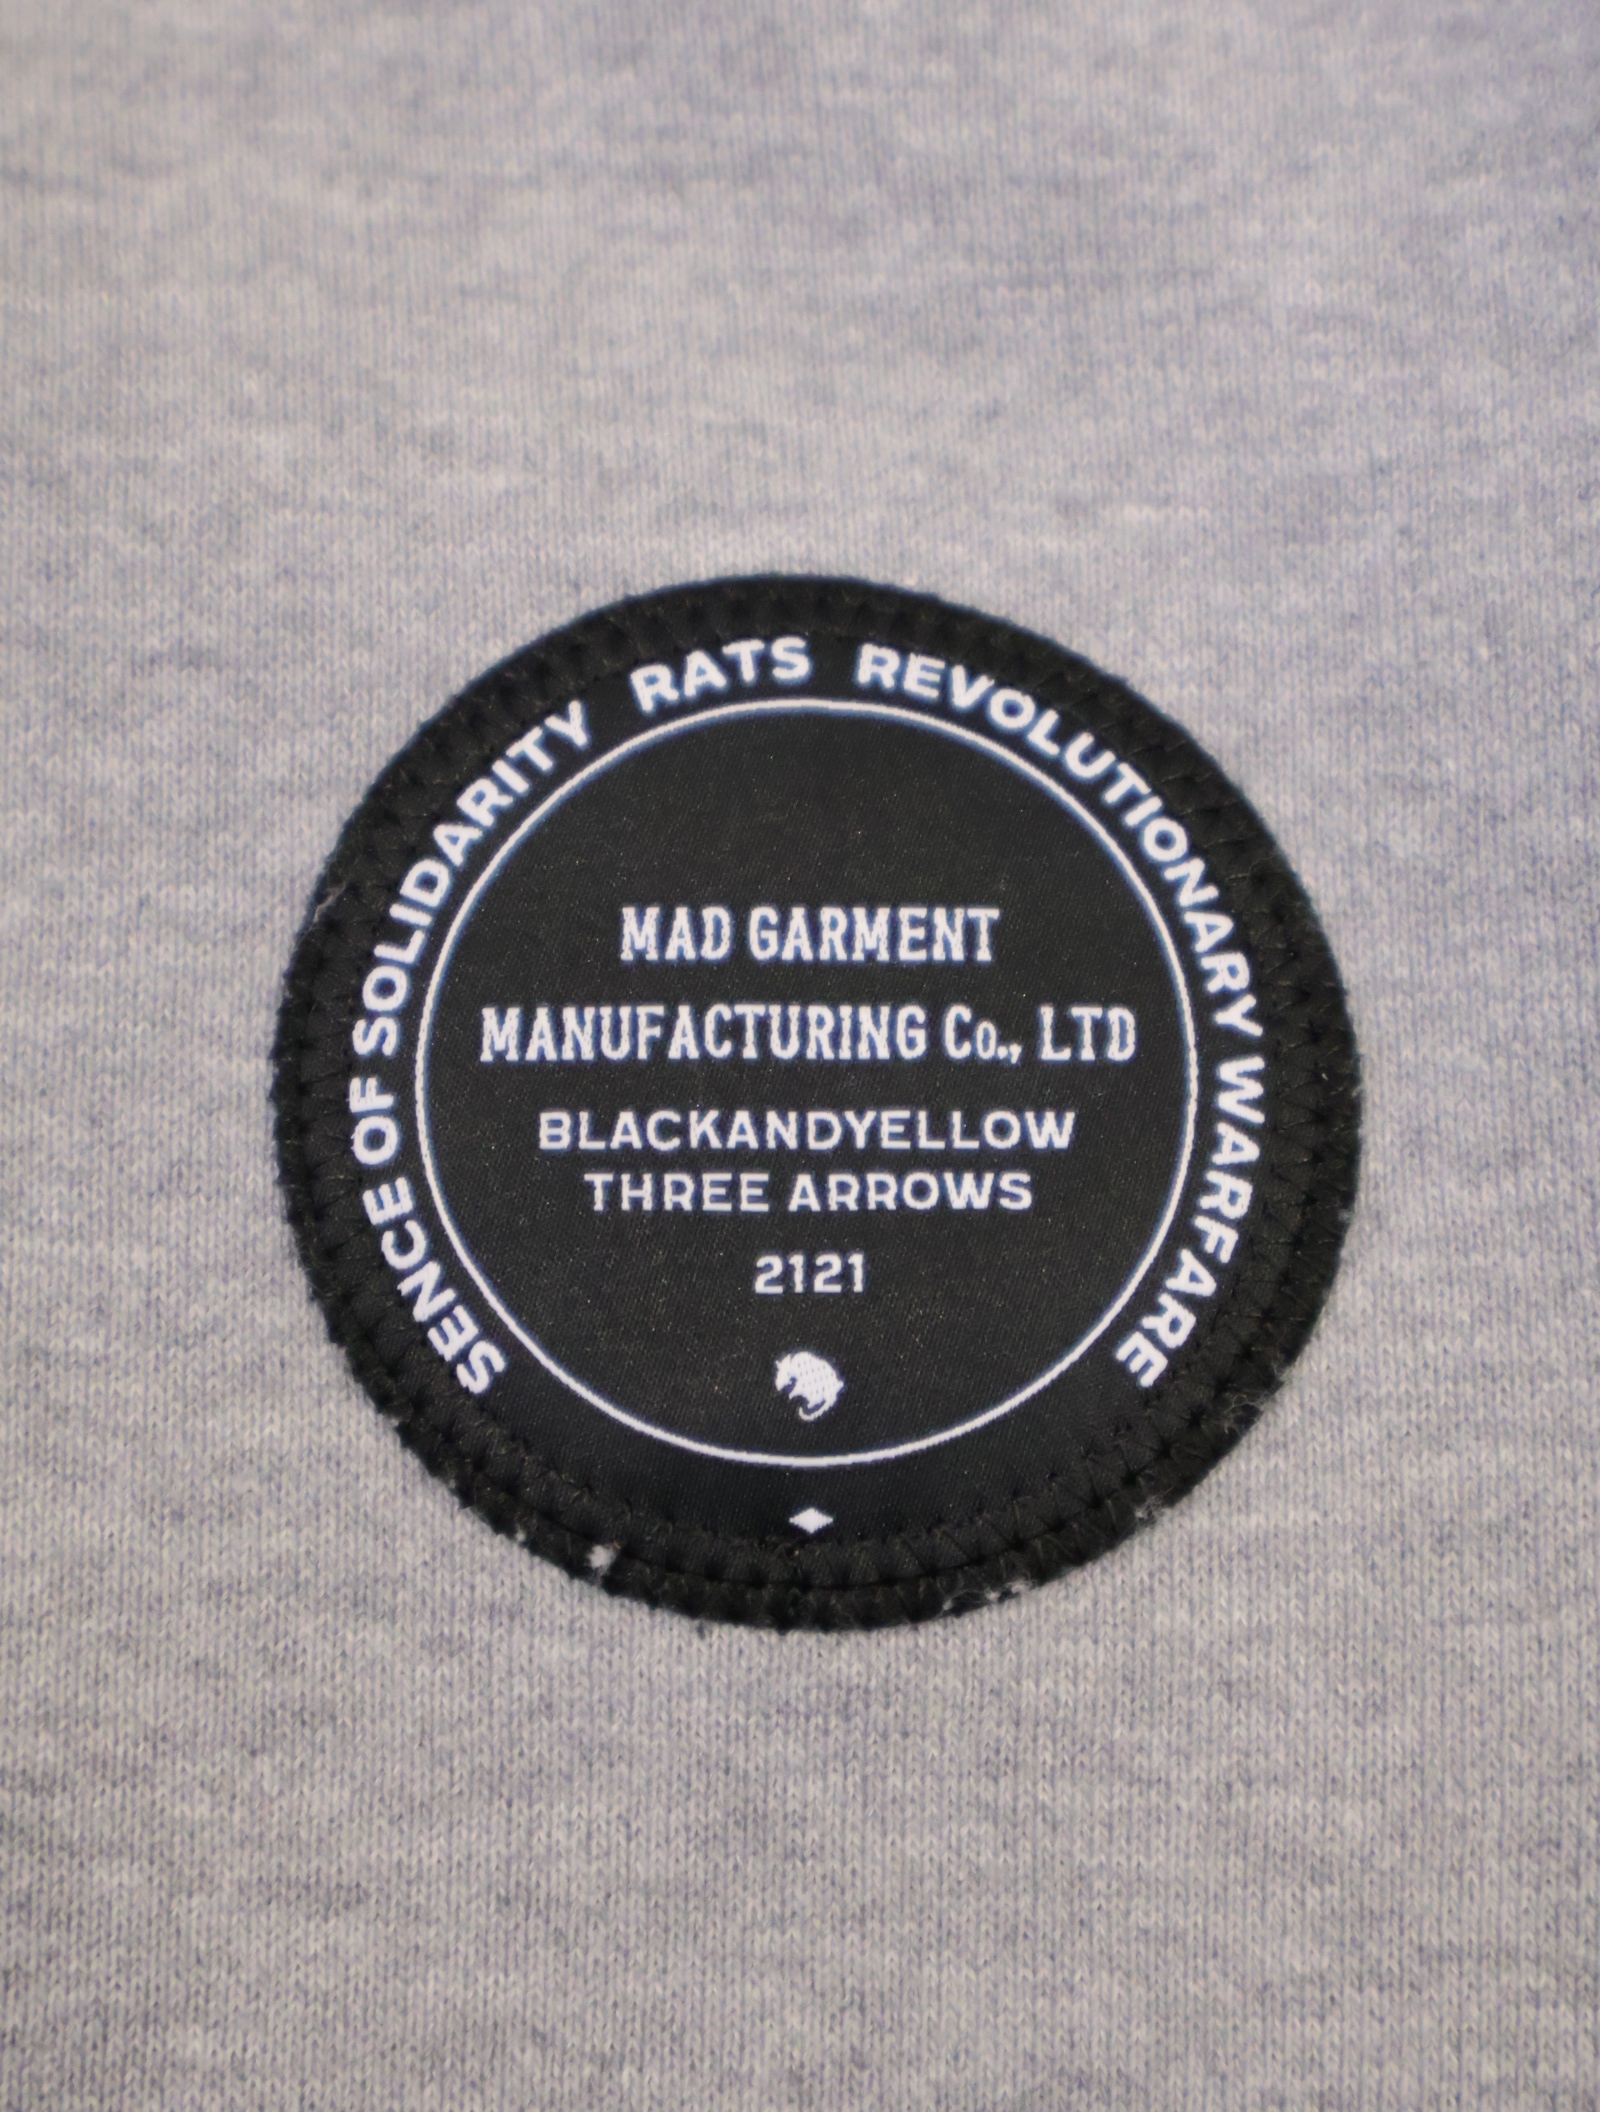 SENCE OF SOLIDARITY RATS REVOLUTIONARY WARFARE
MAD GARMENT
MANUFACTURING Co., LTD
BLACKANDYELLOW
THREE ARROWS
2121